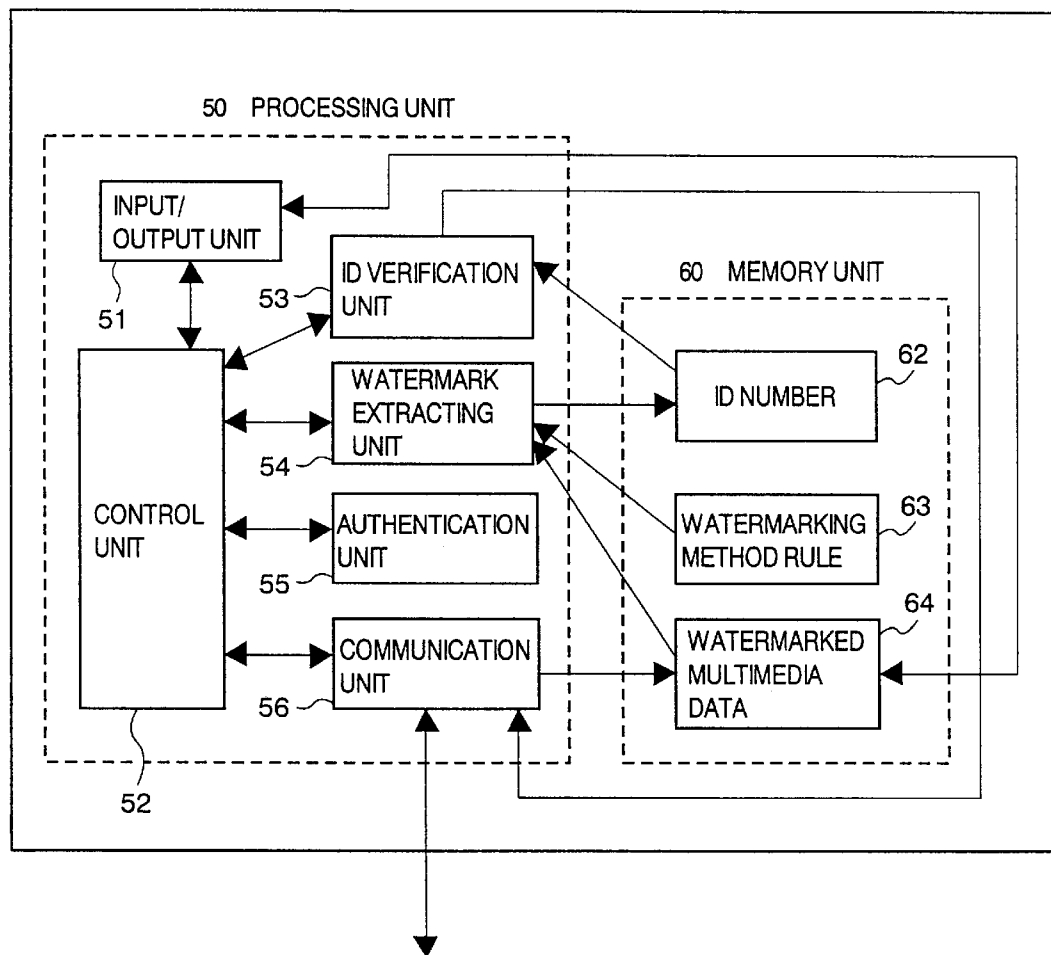 50 PROCESSING UNIT
INPUT/
OUTPUT UNIT
51
ID VERIFICATION
UNIT
53
60 MEMORY UNIT
WATERMARK
EXTRACTING
UNIT
54
ID NUMBER
62
CONTROL
UNIT
52
AUTHENTICATION
UNIT
55
WATERMARKING
METHOD RULE
63
COMMUNICATION
UNIT
56
WATERMARKED
MULTIMEDIA
DATA
64